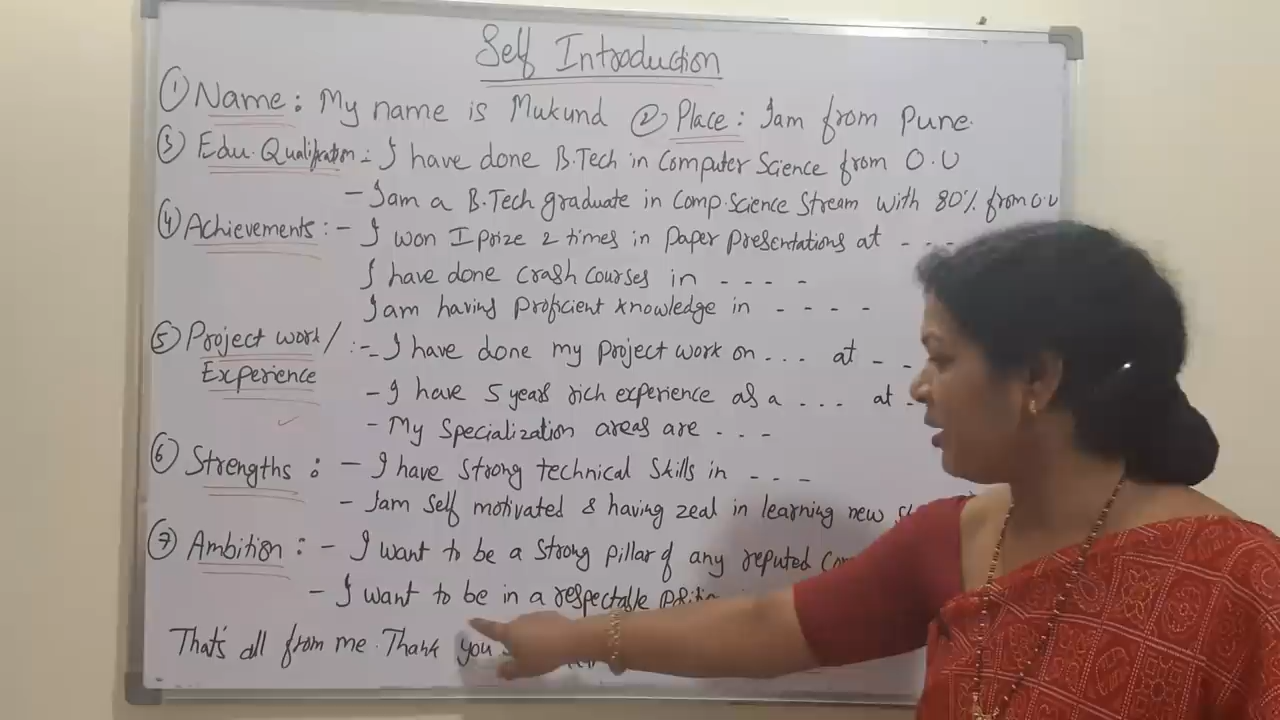 Self Introduction
① Name: My name is Mukund ② Place: I am from Pune.
③ Edu. Qualification:- I have done B.Tech in Computer Science from O.U
- I am a B.Tech graduate in Comp.Science Stream with 80% from O.U
④ Achievements:- I won I prize 2 times in paper presentations at - - -
I have done crash courses in - - - -
I am having proficient knowledge in - - - -
⑤ Project work/ :- I have done my project work on ... at -
Experience
- I have 5 years rich experience as a ... at -
- My specialization areas are - - -
⑥ Strengths : - I have strong technical skills in - - -
- I am self motivated & having zeal in learning new
⑦ Ambition : - I want to be a strong pillar of any reputed
- I want to be in a respectable
That's all from me. Thank you